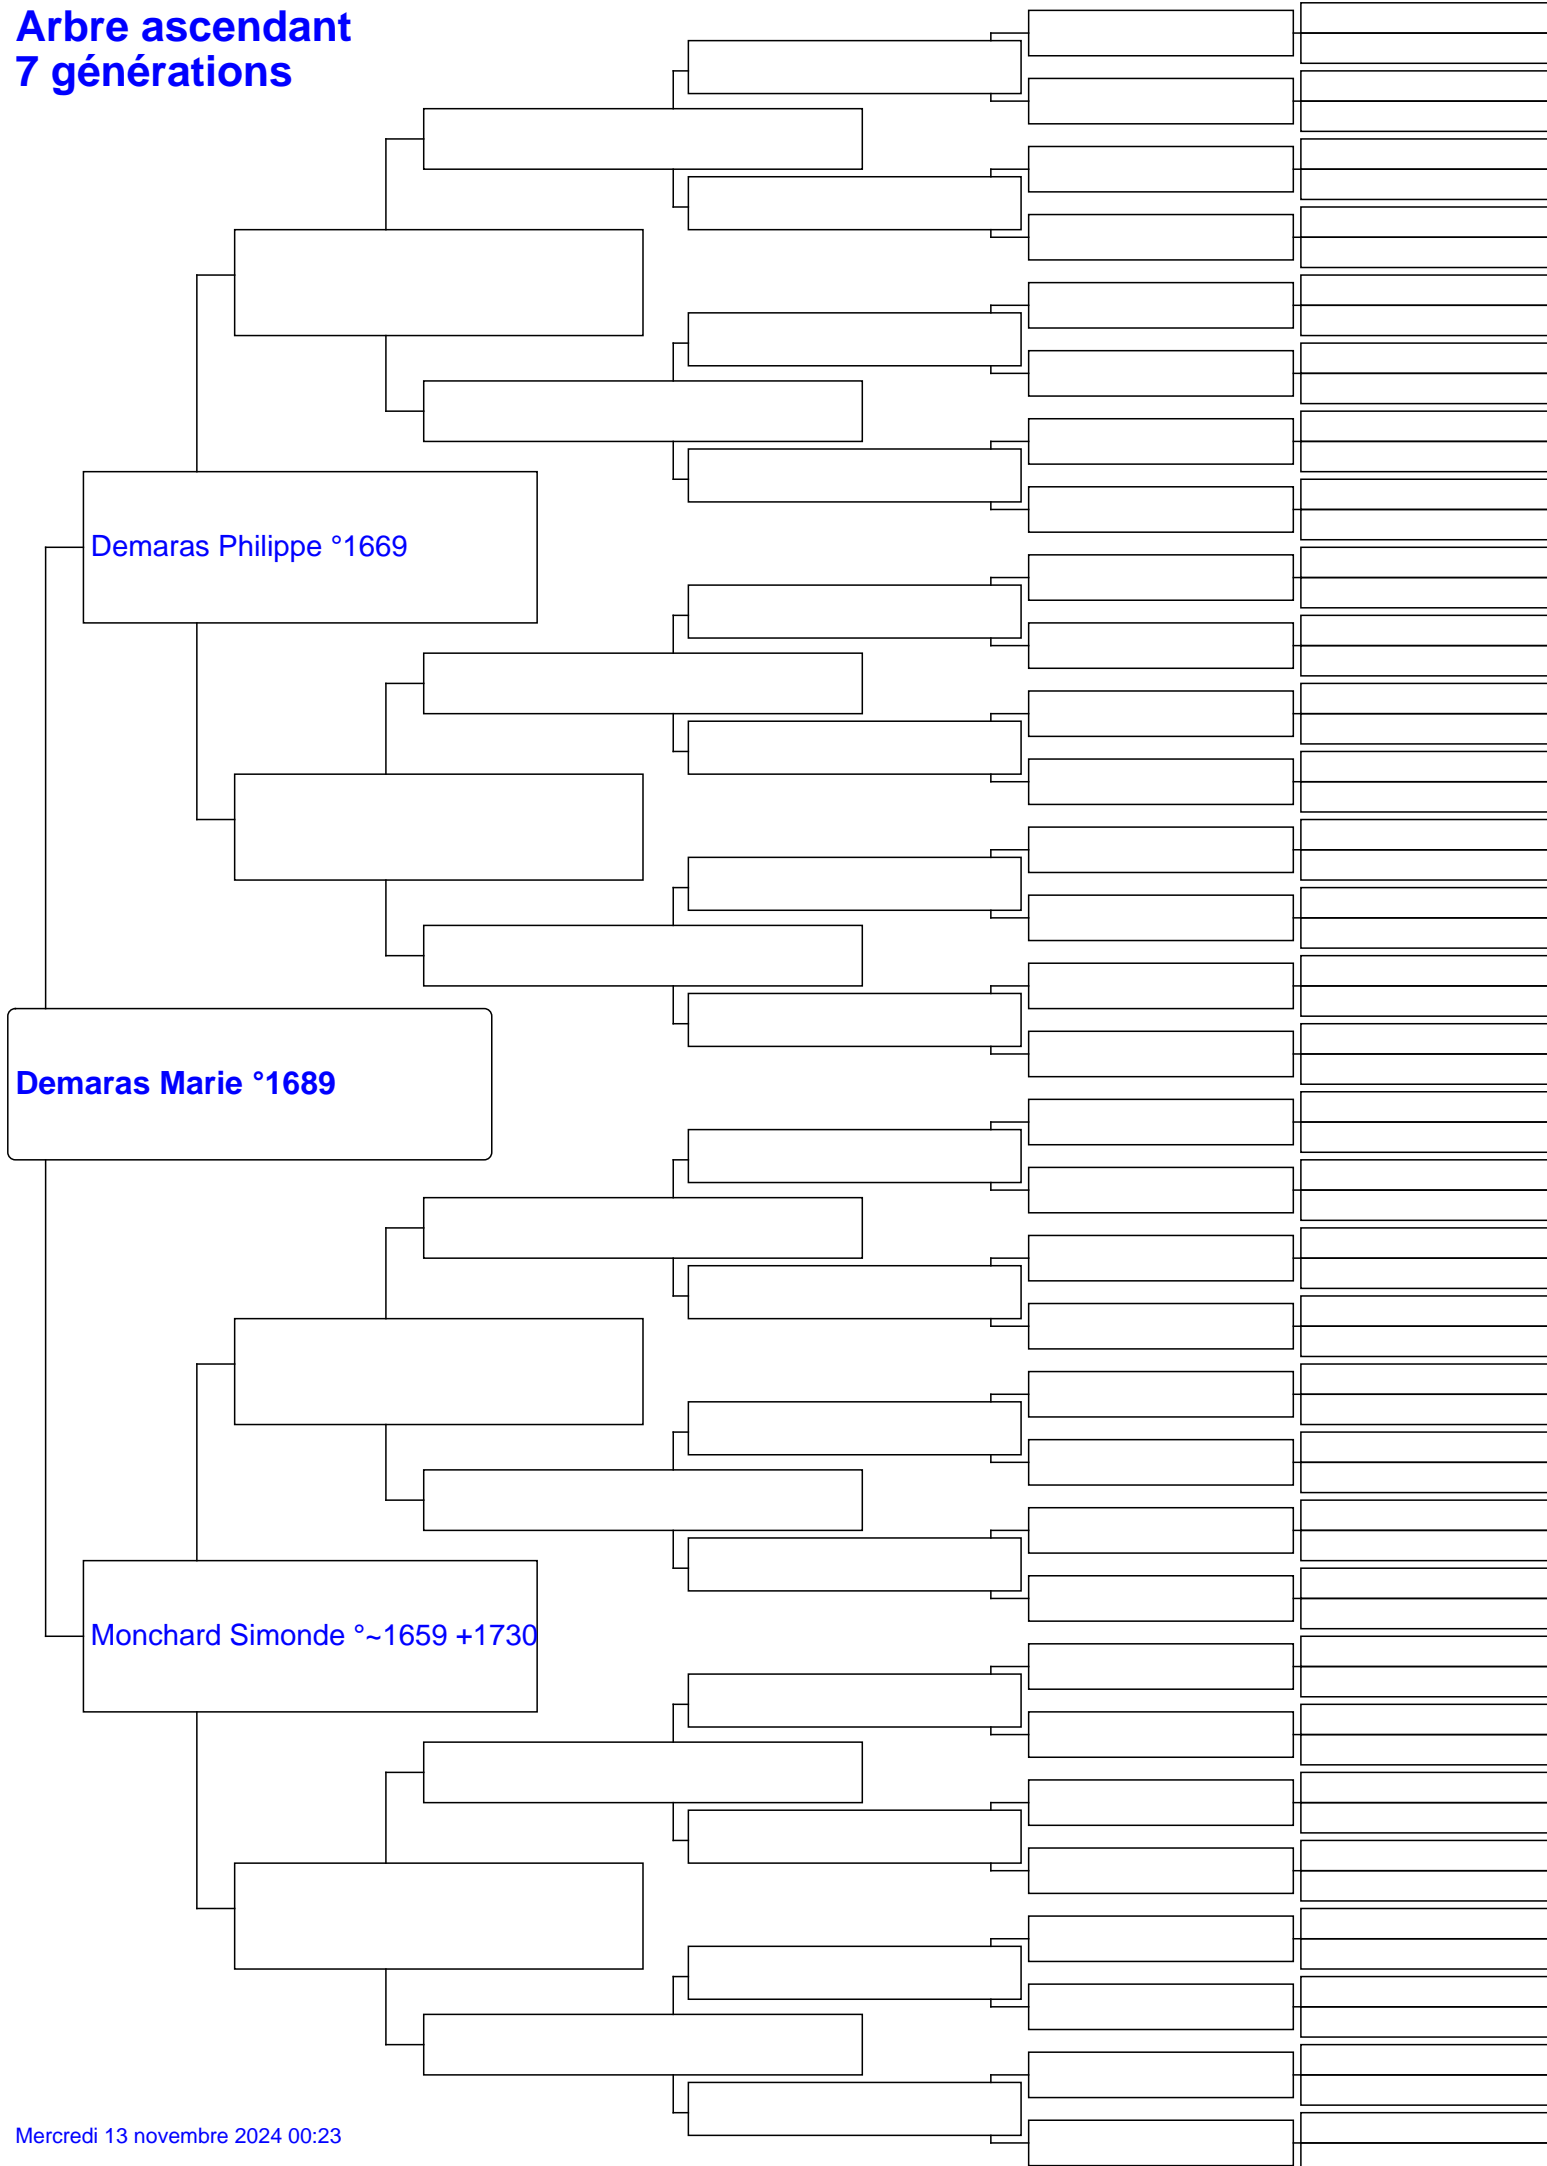 Arbre ascendant
7 générations
Demaras Philippe °1669
Demaras Marie °1689
Monchard Simonde °~1659 +1730
Mercredi 13 novembre 2024 00:23